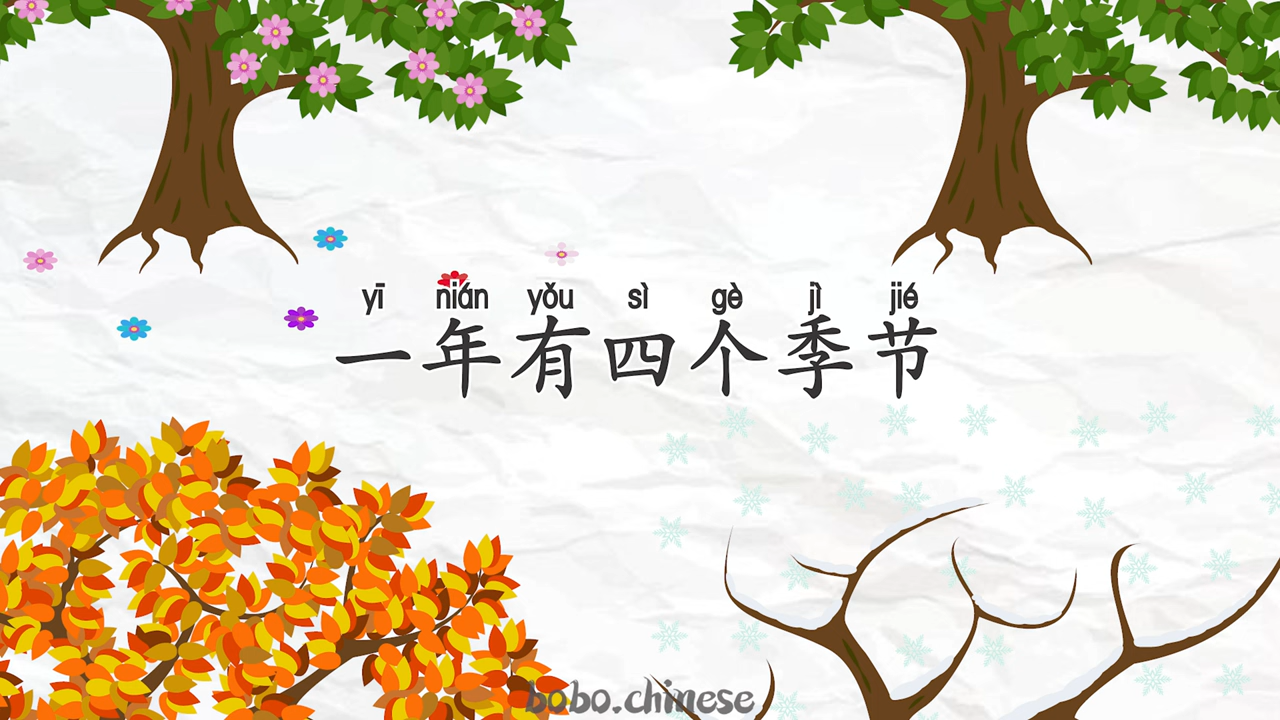 yī nián yǒu sì gè jì jié
一年有四个季节
bobo.chinese